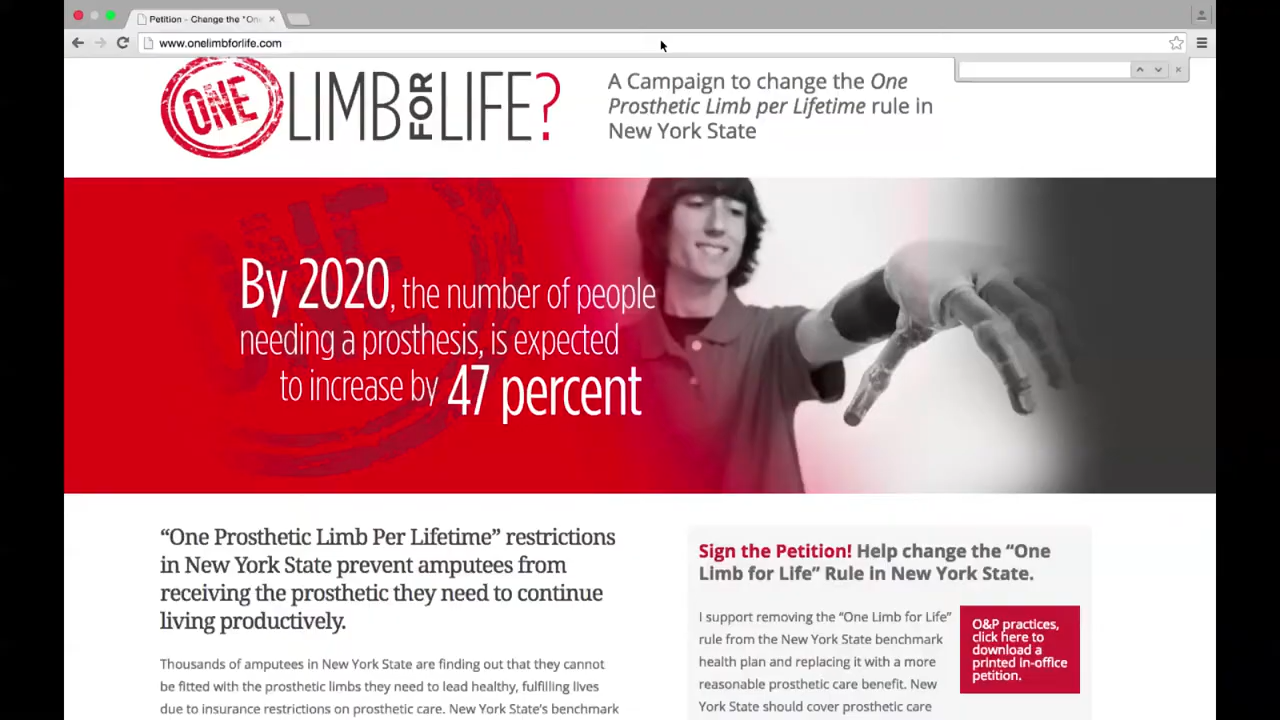 Petition - Change the "On
www.onelimbforlife.com
ONE LIMB FOR LIFE?
A Campaign to change the One
Prosthetic Limb per Lifetime rule in
New York State
By 2020, the number of people
needing a prosthesis, is expected
to increase by 47 percent
“One Prosthetic Limb Per Lifetime” restrictions
in New York State prevent amputees from
receiving the prosthetic they need to continue
living productively.
Thousands of amputees in New York State are finding out that they cannot
be fitted with the prosthetic limbs they need to lead healthy, fulfilling lives
due to insurance restrictions on prosthetic care. New York State’s benchmark
Sign the Petition! Help change the “One
Limb for Life” Rule in New York State.
I support removing the “One Limb for Life”
rule from the New York State benchmark
health plan and replacing it with a more
reasonable prosthetic care benefit. New
York State should cover prosthetic care
O&P practices,
click here to
download a
printed in-office
petition.